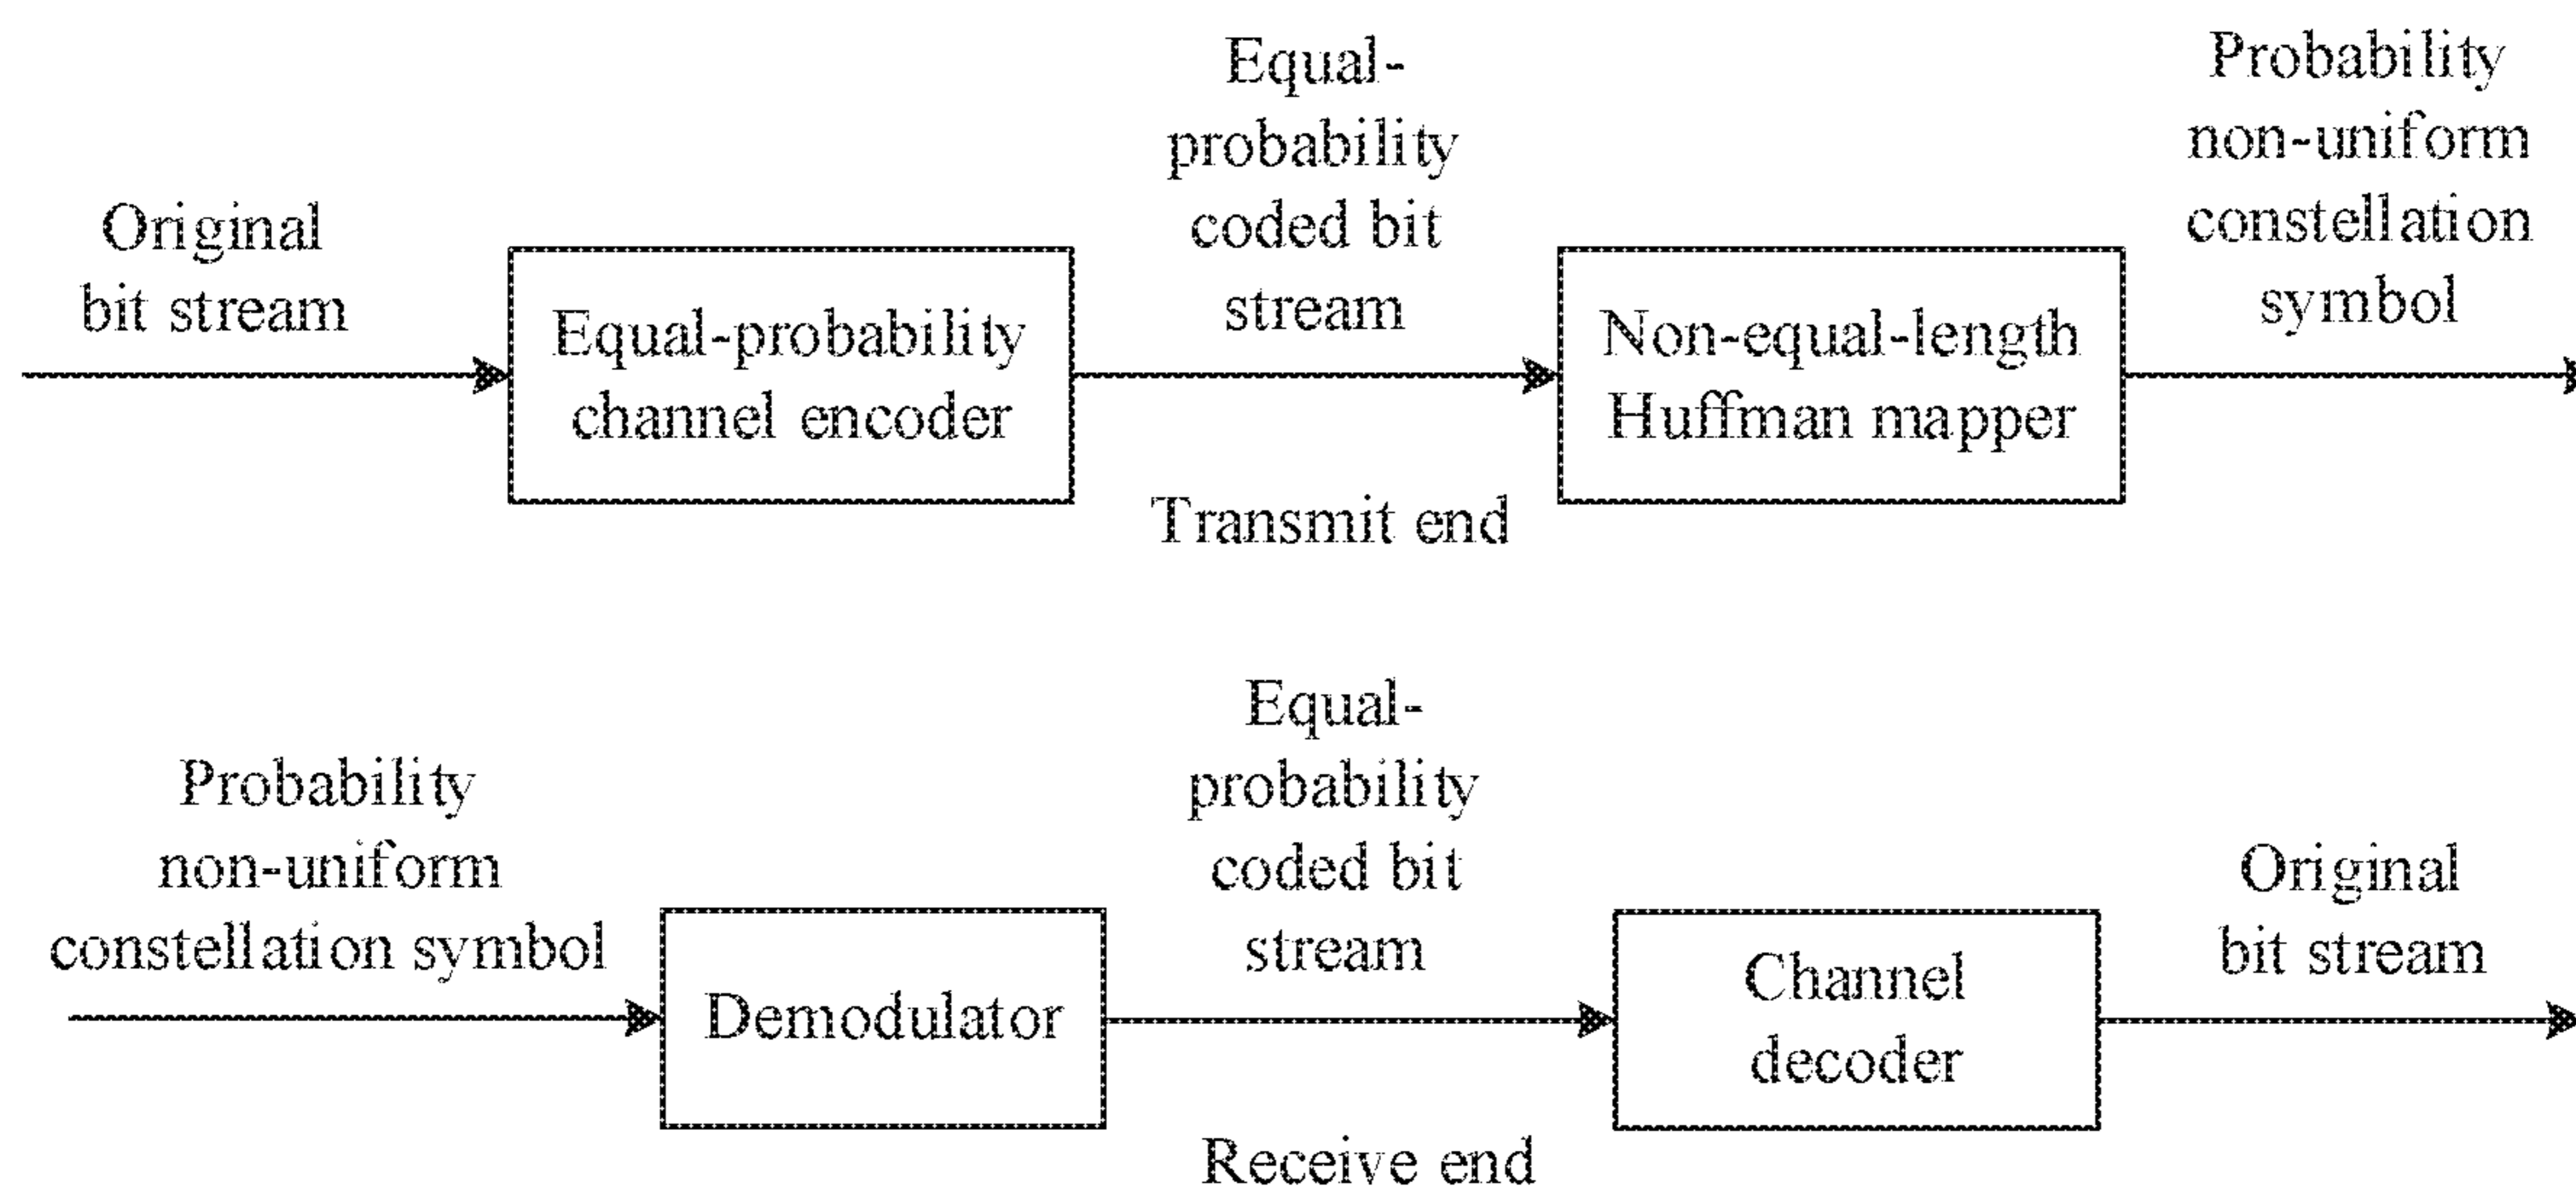 Original
bit stream
Equal-probability
channel encoder
Equal-
probability
coded bit
stream
Non-equal-length
Huffman mapper
Probability
non-uniform
constellation
symbol
Transmit end
Probability
non-uniform
constellation symbol
Demodulator
Equal-
probability
coded bit
stream
Channel
decoder
Original
bit stream
Receive end